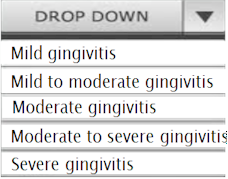 DROP DOWN
Mild gingivitis
Mild to moderate gingivitis
Moderate gingivitis
Moderate to severe gingivitis
Severe gingivitis